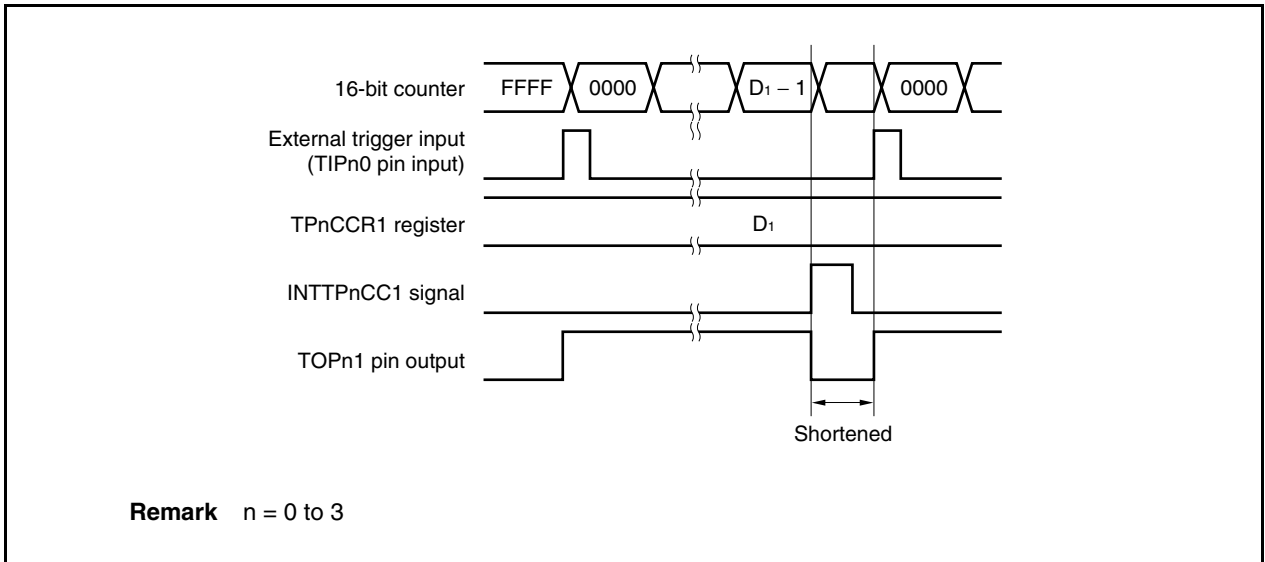 16-bit counter
FFFF 0000 D1 − 1 0000
External trigger input
(TIPn0 pin input)
TPnCCR1 register
D1
INTTPnCC1 signal
TOPn1 pin output
Shortened
Remark n = 0 to 3